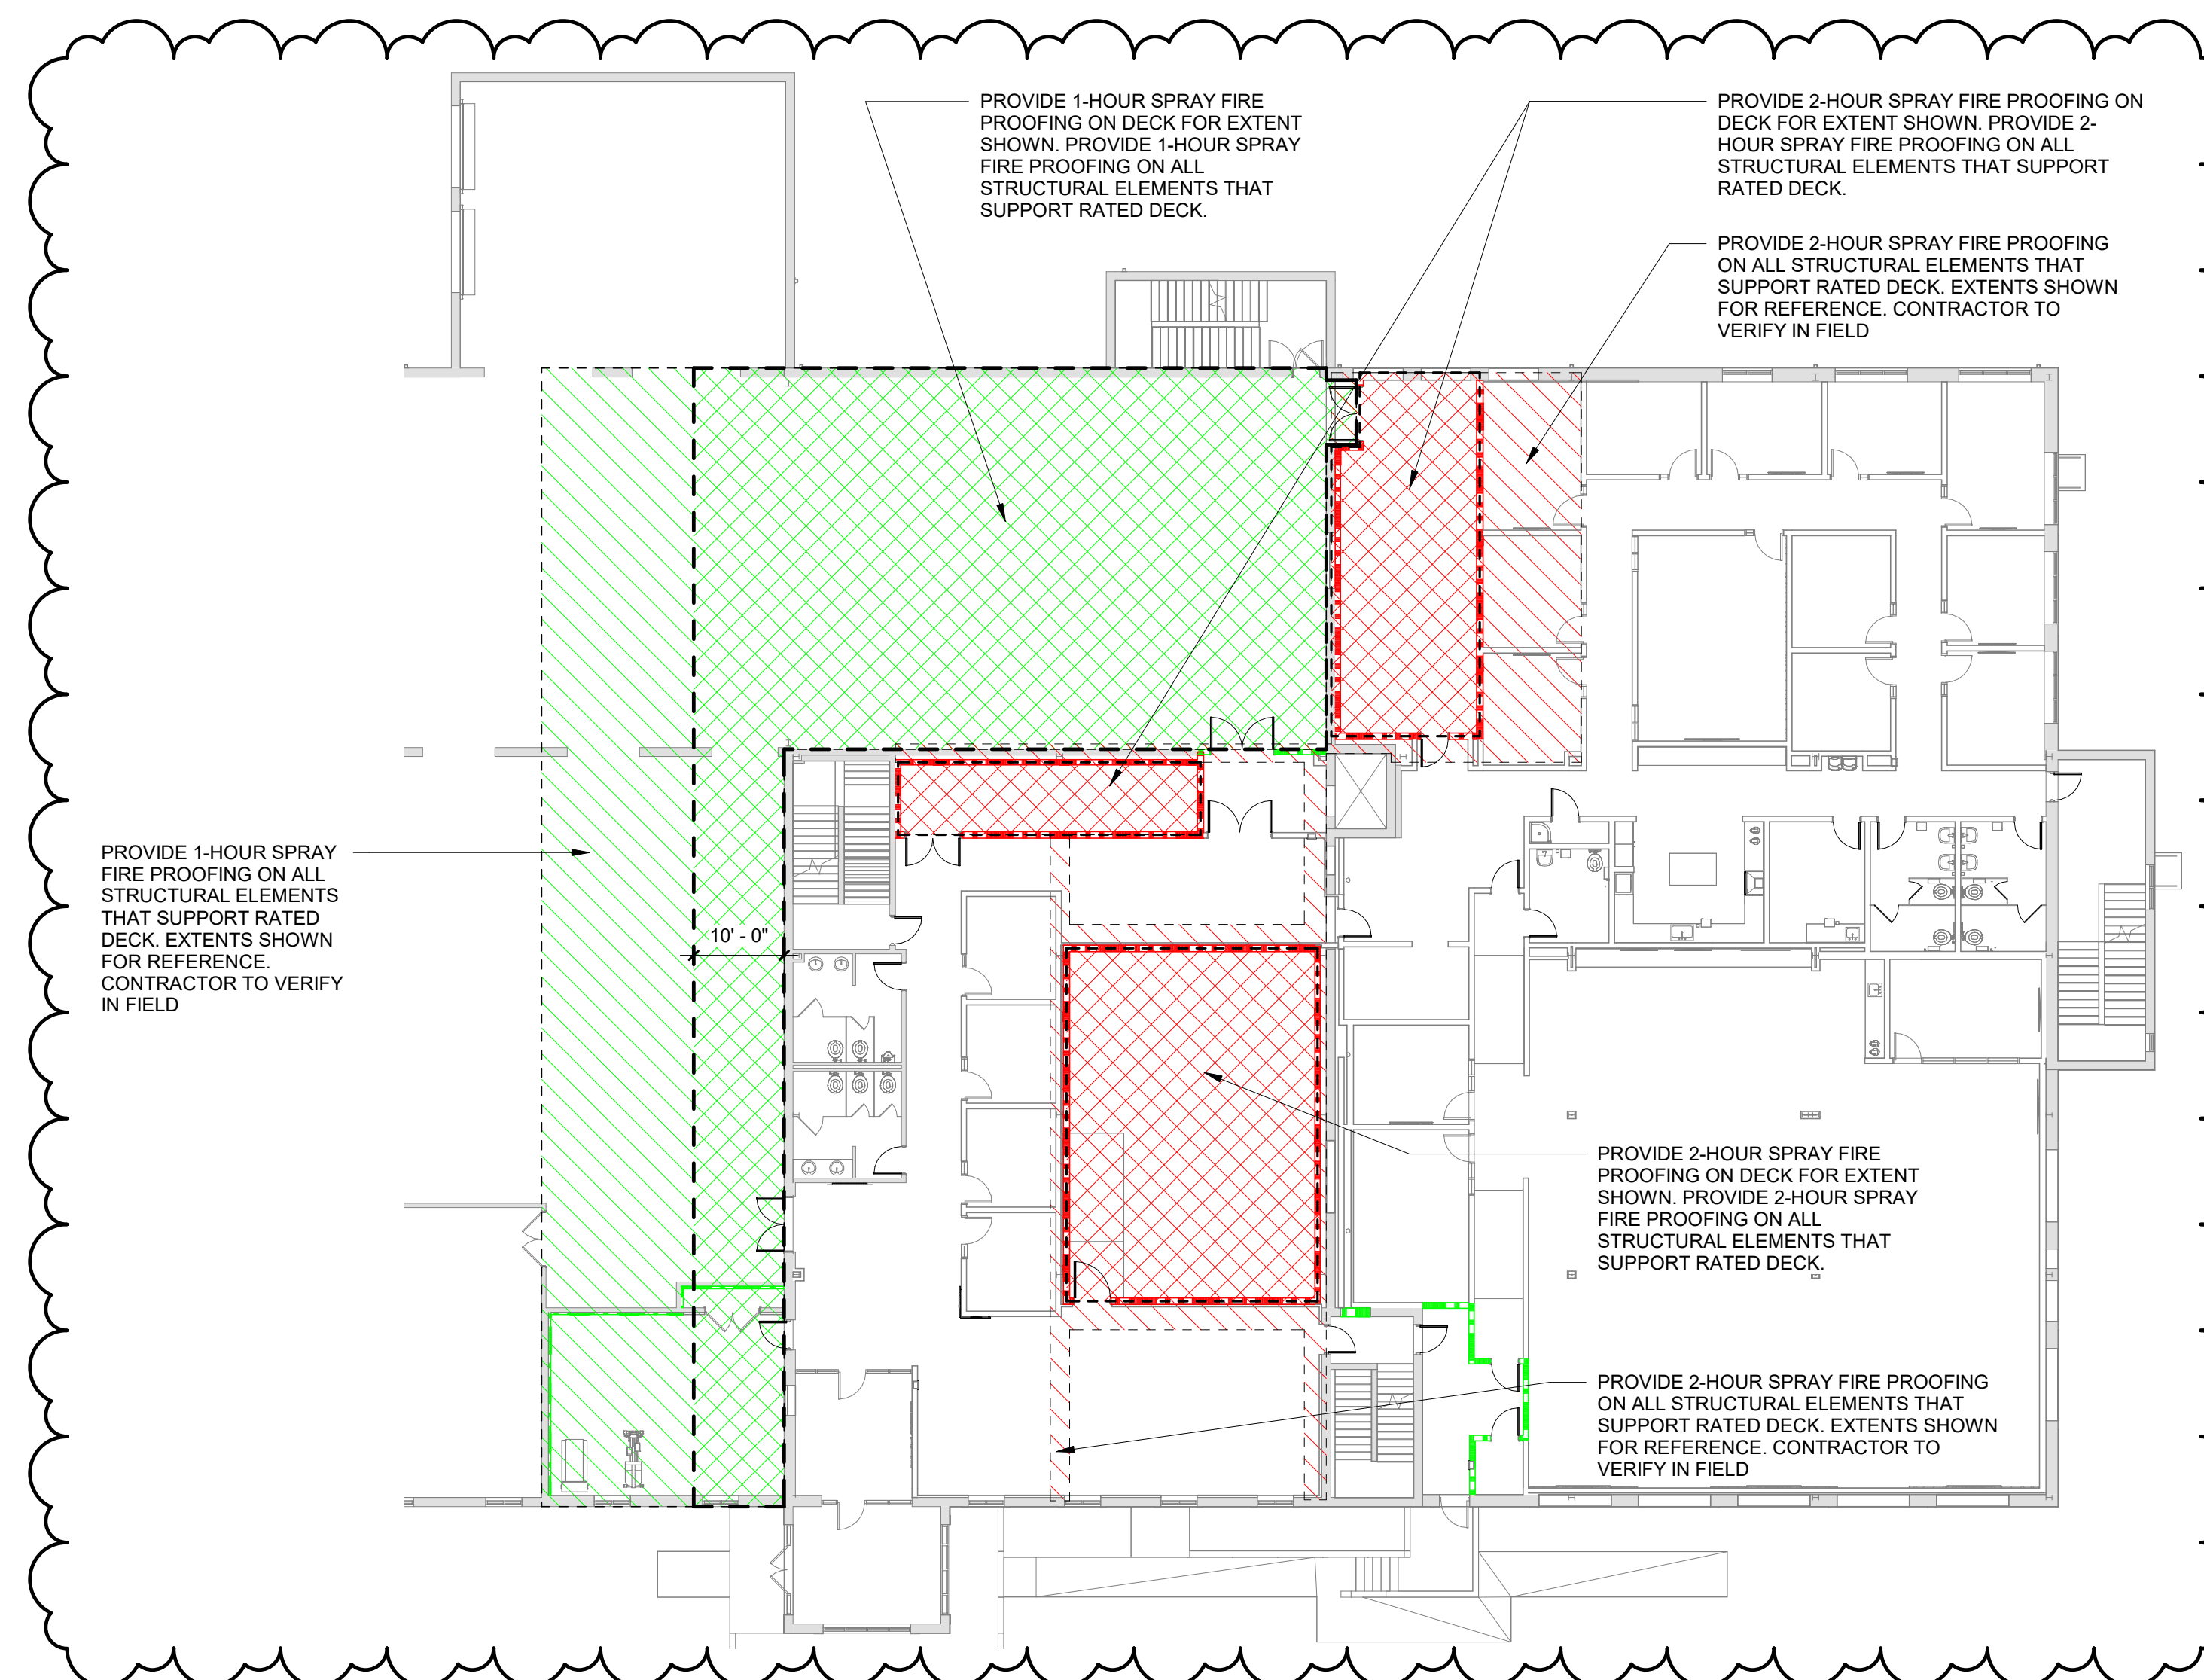 PROVIDE 1-HOUR SPRAY FIRE
PROOFING ON DECK FOR EXTENT
SHOWN. PROVIDE 1-HOUR SPRAY
FIRE PROOFING ON ALL
STRUCTURAL ELEMENTS THAT
SUPPORT RATED DECK.
PROVIDE 2-HOUR SPRAY FIRE PROOFING ON
DECK FOR EXTENT SHOWN. PROVIDE 2-
HOUR SPRAY FIRE PROOFING ON ALL
STRUCTURAL ELEMENTS THAT SUPPORT
RATED DECK.
PROVIDE 2-HOUR SPRAY FIRE PROOFING
ON ALL STRUCTURAL ELEMENTS THAT
SUPPORT RATED DECK. EXTENTS SHOWN
FOR REFERENCE. CONTRACTOR TO
VERIFY IN FIELD
PROVIDE 1-HOUR SPRAY
FIRE PROOFING ON ALL
STRUCTURAL ELEMENTS
THAT SUPPORT RATED
DECK. EXTENTS SHOWN
FOR REFERENCE.
CONTRACTOR TO VERIFY
IN FIELD
10' - 0"
PROVIDE 2-HOUR SPRAY FIRE
PROOFING ON DECK FOR EXTENT
SHOWN. PROVIDE 2-HOUR SPRAY
FIRE PROOFING ON ALL
STRUCTURAL ELEMENTS THAT
SUPPORT RATED DECK.
PROVIDE 2-HOUR SPRAY FIRE PROOFING
ON ALL STRUCTURAL ELEMENTS THAT
SUPPORT RATED DECK. EXTENTS SHOWN
FOR REFERENCE. CONTRACTOR TO
VERIFY IN FIELD